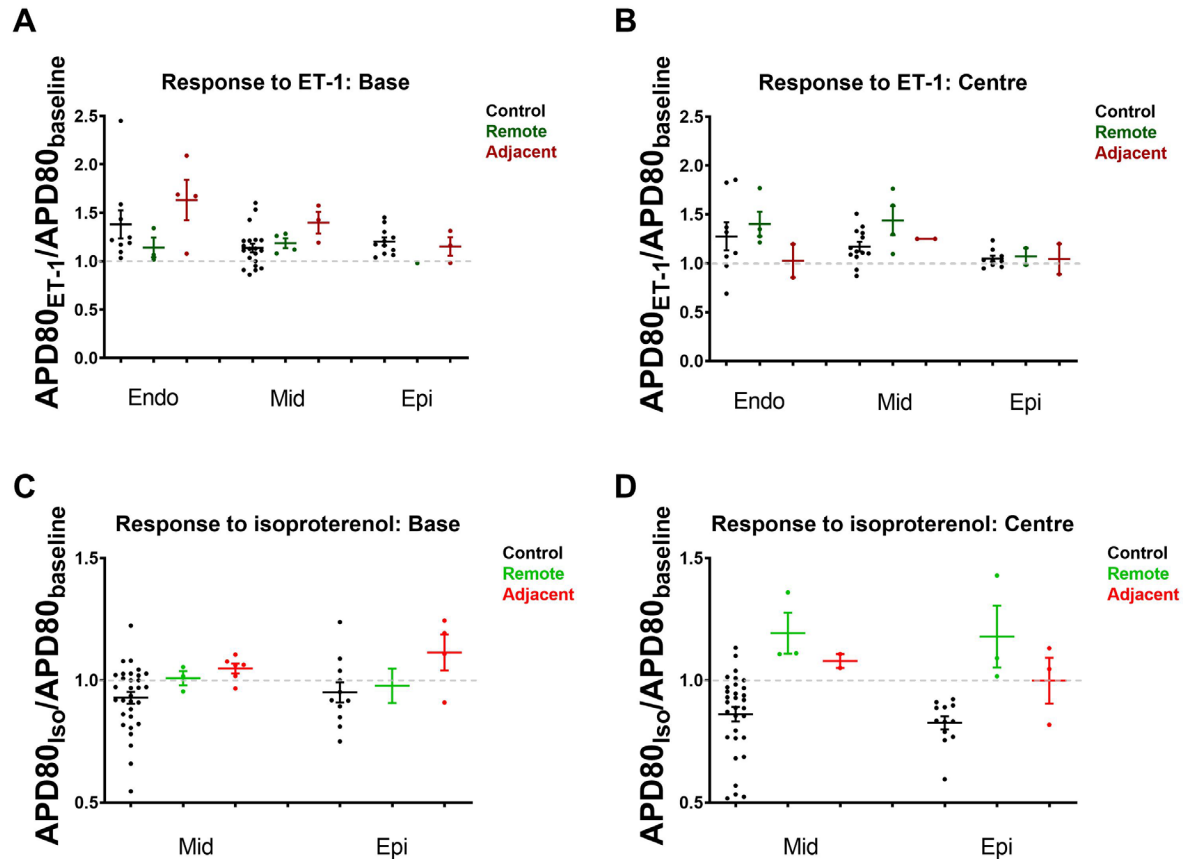 A
Response to ET-1: Base
APD80ET-1/APD80baseline
2.5
2.0
1.5
1.0
0.5
0.0
Endo Mid Epi
Control
Remote
Adjacent
B
Response to ET-1: Centre
APD80ET-1/APD80baseline
2.5
2.0
1.5
1.0
0.5
0.0
Endo Mid Epi
Control
Remote
Adjacent
C
Response to isoproterenol: Base
APD80Iso/APD80baseline
1.5
1.0
0.5
Mid Epi
Control
Remote
Adjacent
D
Response to isoproterenol: Centre
APD80Iso/APD80baseline
1.5
1.0
0.5
Mid Epi
Control
Remote
Adjacent